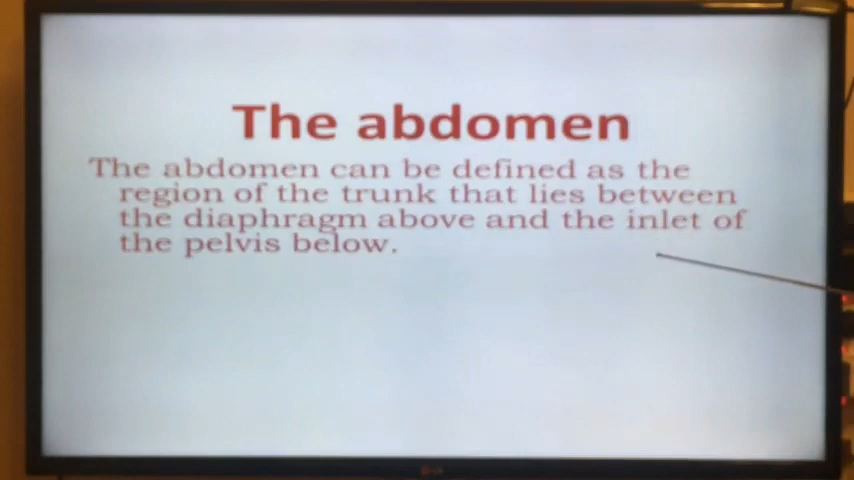 The abdomen
The abdomen can be defined as the
region of the trunk that lies between
the diaphragm above and the inlet of
the pelvis below.